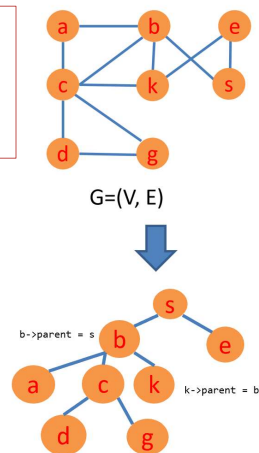 a b e
c k s
d g
G=(V, E)
s
b->parent = s b e
a c k k->parent = b
d g